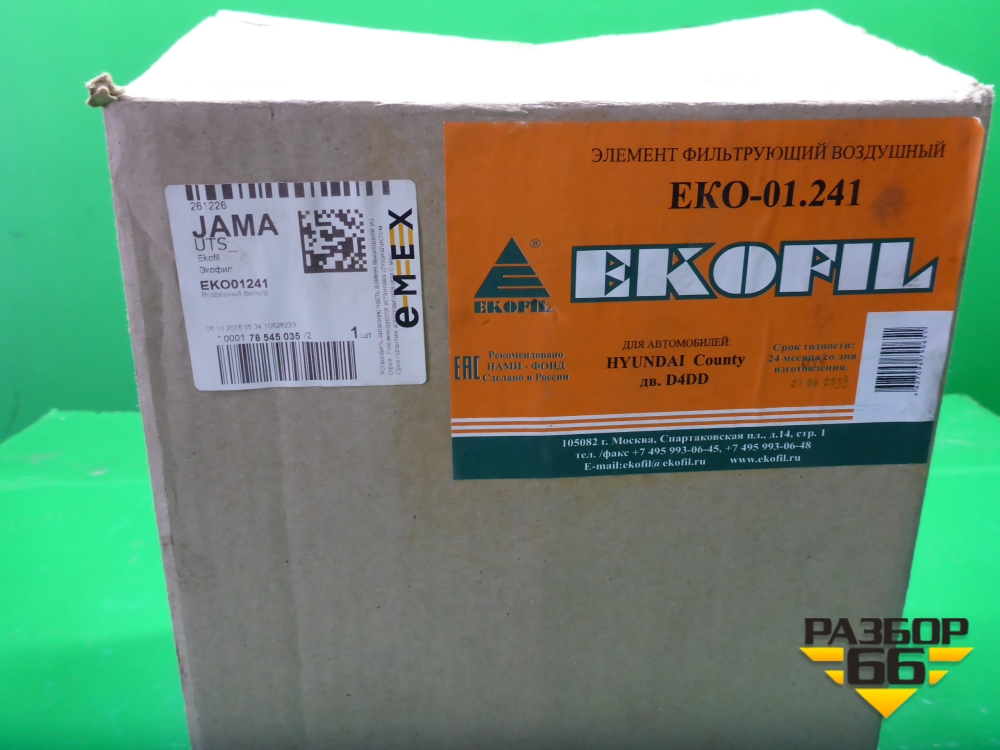 261226
JAMA
UTS
Ekofil
Экофил
EKO01241
Воздушный фильтр
* 0001 78 545 035 /2
1 шт
e-MEX
ЭЛЕМЕНТ ФИЛЬТРУЮЩИЙ ВОЗДУШНЫЙ
ЕКО-01.241
®
EKOFIL
EKOFIL
ДЛЯ АВТОМОБИЛЕЙ:
HYUNDAI County
дв. D4DD
EAC
Рекомендовано
НАМИ - ФОНД
Сделано в России
Срок годности:
24 месяца со дня
изготовления.
105082 г. Москва, Спартаковская пл., д.14, стр. 1
тел. /факс +7 495 993-06-45, +7 495 993-06-48
E-mail:ekofil@ekofil.ru www.ekofil.ru
РАЗБОР
66